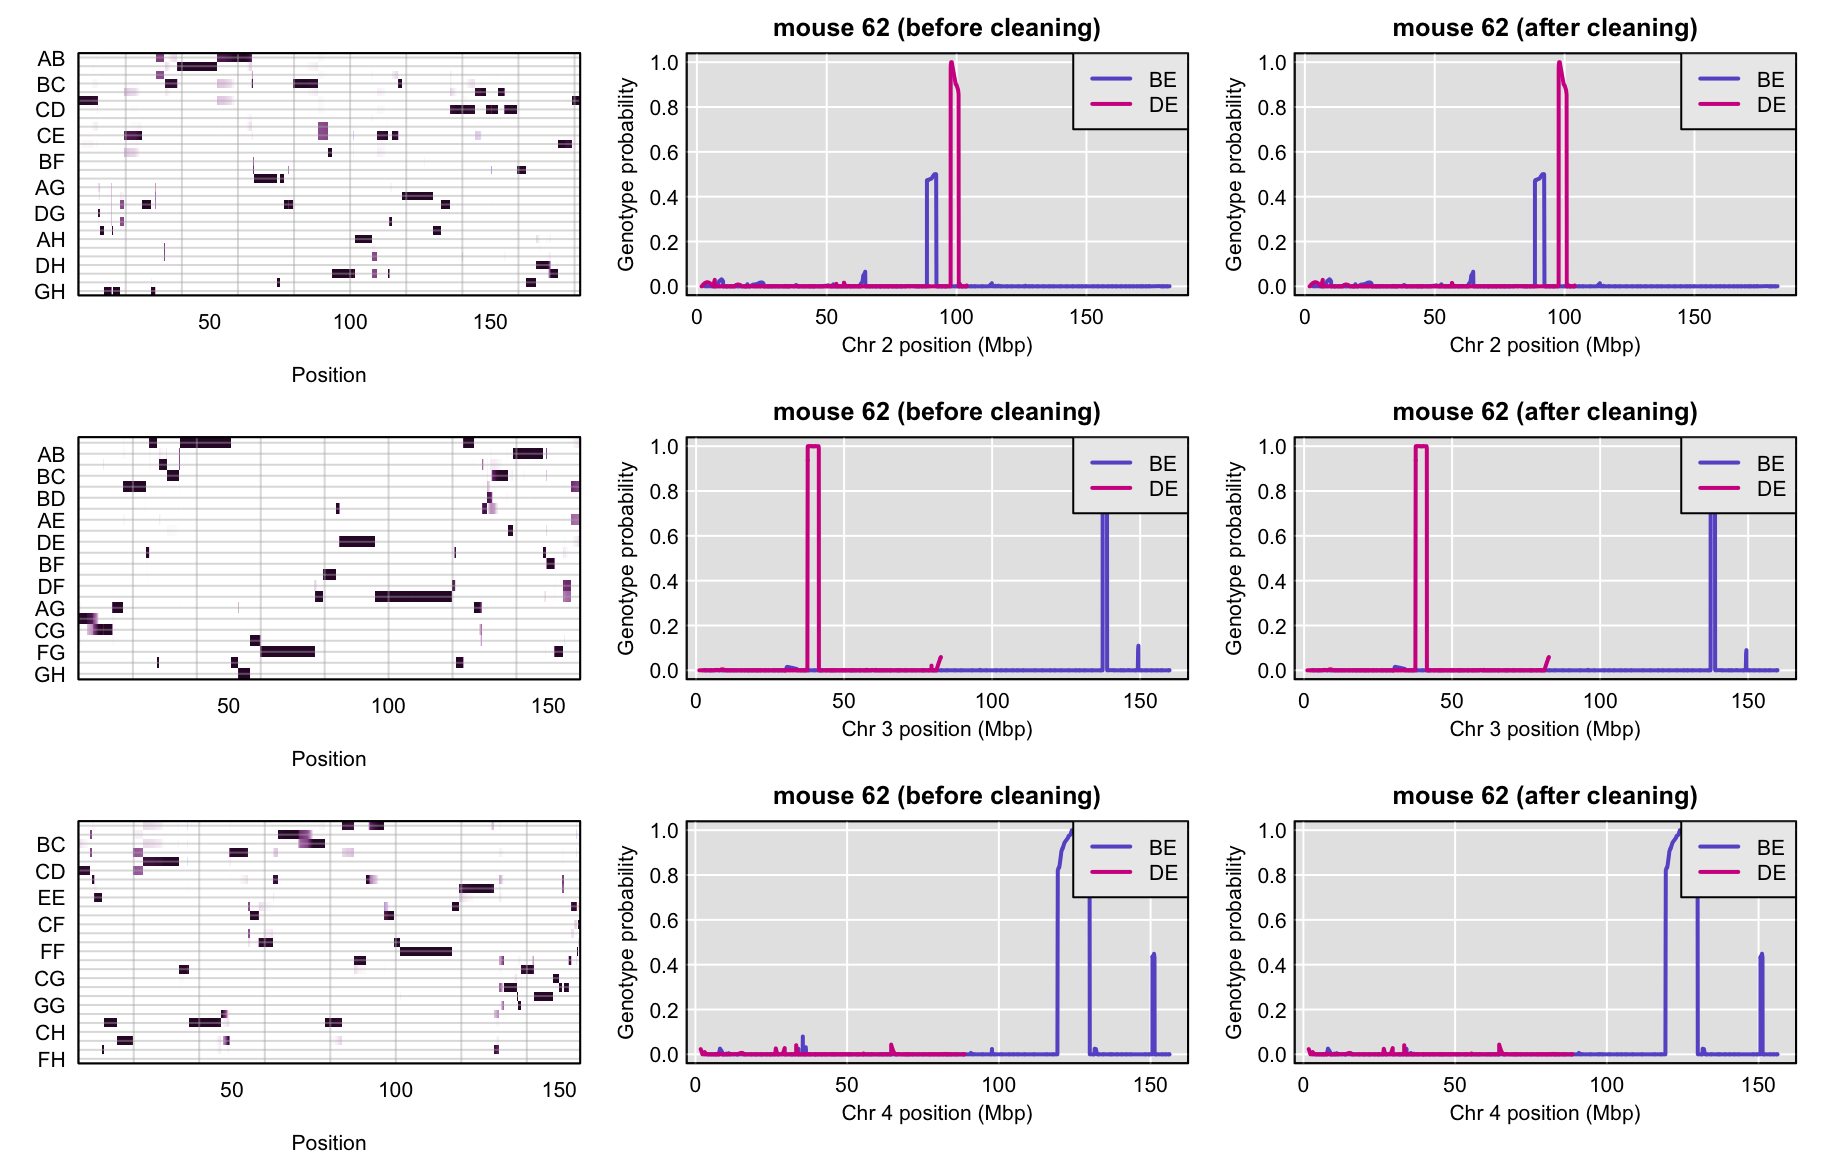 AB
BC
CD
CE
BF
AG
DG
AH
DH
GH
50 100 150
Position
mouse 62 (before cleaning)
Genotype probability
1.0
0.8
0.6
0.4
0.2
0.0
BE
DE
0 50 100 150
Chr 2 position (Mbp)
mouse 62 (after cleaning)
Genotype probability
1.0
0.8
0.6
0.4
0.2
0.0
BE
DE
0 50 100 150
Chr 2 position (Mbp)
AB
BC
BD
AE
DE
BF
DF
AG
CG
FG
GH
50 100 150
Position
mouse 62 (before cleaning)
Genotype probability
1.0
0.8
0.6
0.4
0.2
0.0
BE
DE
0 50 100 150
Chr 3 position (Mbp)
mouse 62 (after cleaning)
Genotype probability
1.0
0.8
0.6
0.4
0.2
0.0
BE
DE
0 50 100 150
Chr 3 position (Mbp)
BC
CD
EE
CF
FF
CG
GG
CH
FH
50 100 150
Position
mouse 62 (before cleaning)
Genotype probability
1.0
0.8
0.6
0.4
0.2
0.0
BE
DE
0 50 100 150
Chr 4 position (Mbp)
mouse 62 (after cleaning)
Genotype probability
1.0
0.8
0.6
0.4
0.2
0.0
BE
DE
0 50 100 150
Chr 4 position (Mbp)